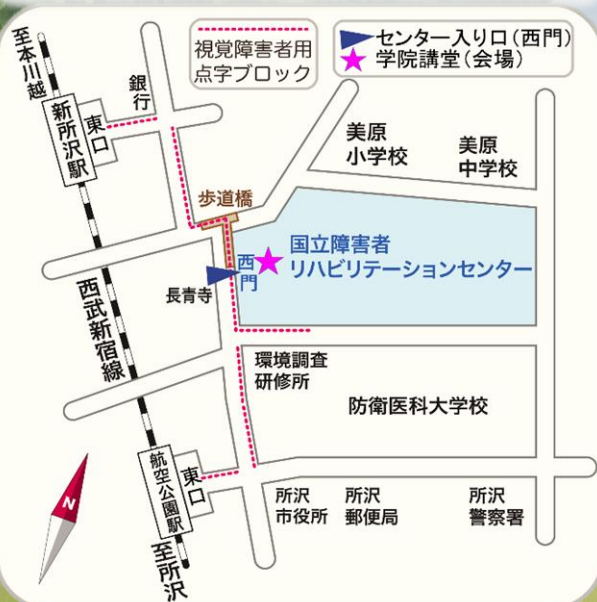 至本川越
新所沢駅
東口
銀行
視覚障害者用
点字ブロック
センター入り口(西門)
学院講堂(会場)
美原
小学校
美原
中学校
歩道橋
西門
国立障害者
リハビリテーションセンター
長青寺
西武新宿線
環境調査
研修所
防衛医科大学校
航空公園駅
東口
所沢
市役所
所沢
郵便局
所沢
警察署
至所沢
N